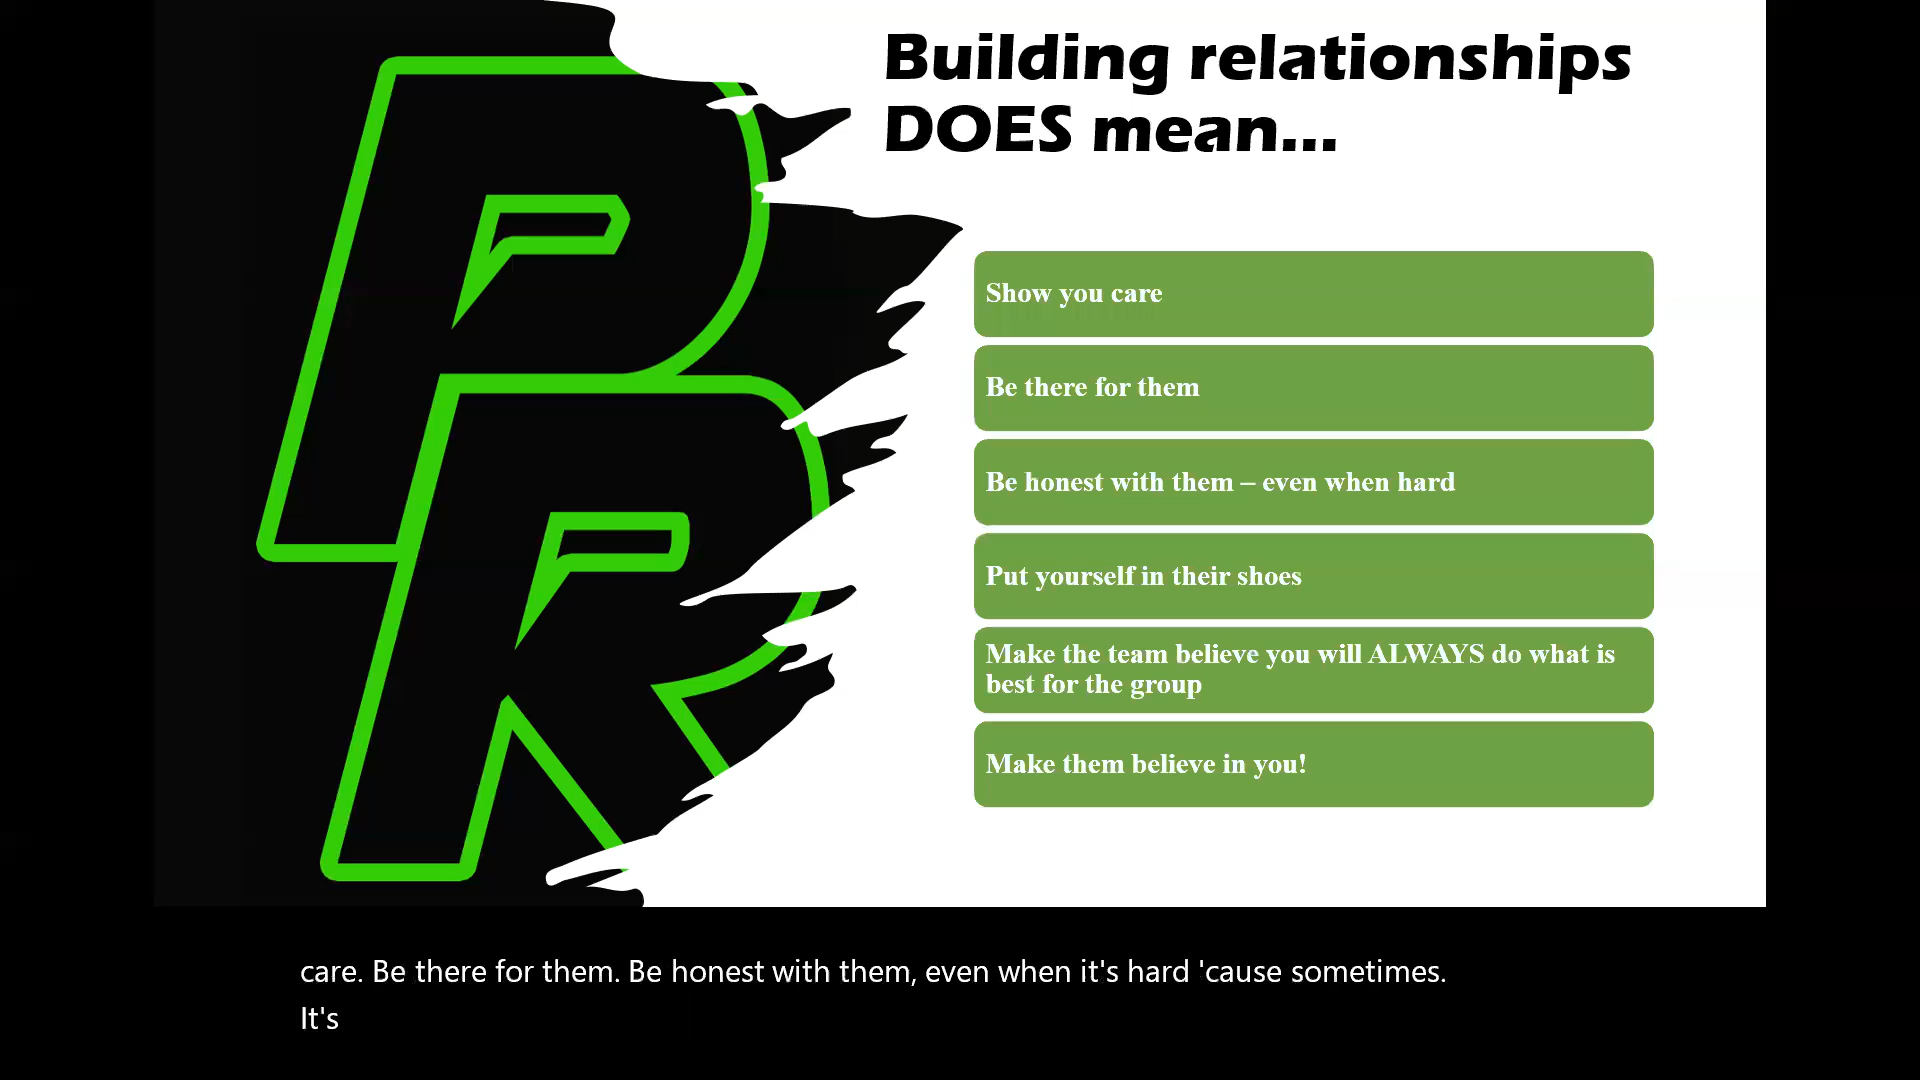 Building relationships
DOES mean...
Show you care
Be there for them
Be honest with them – even when hard
Put yourself in their shoes
Make the team believe you will ALWAYS do what is
best for the group
Make them believe in you!
care. Be there for them. Be honest with them, even when it's hard 'cause sometimes.
It's